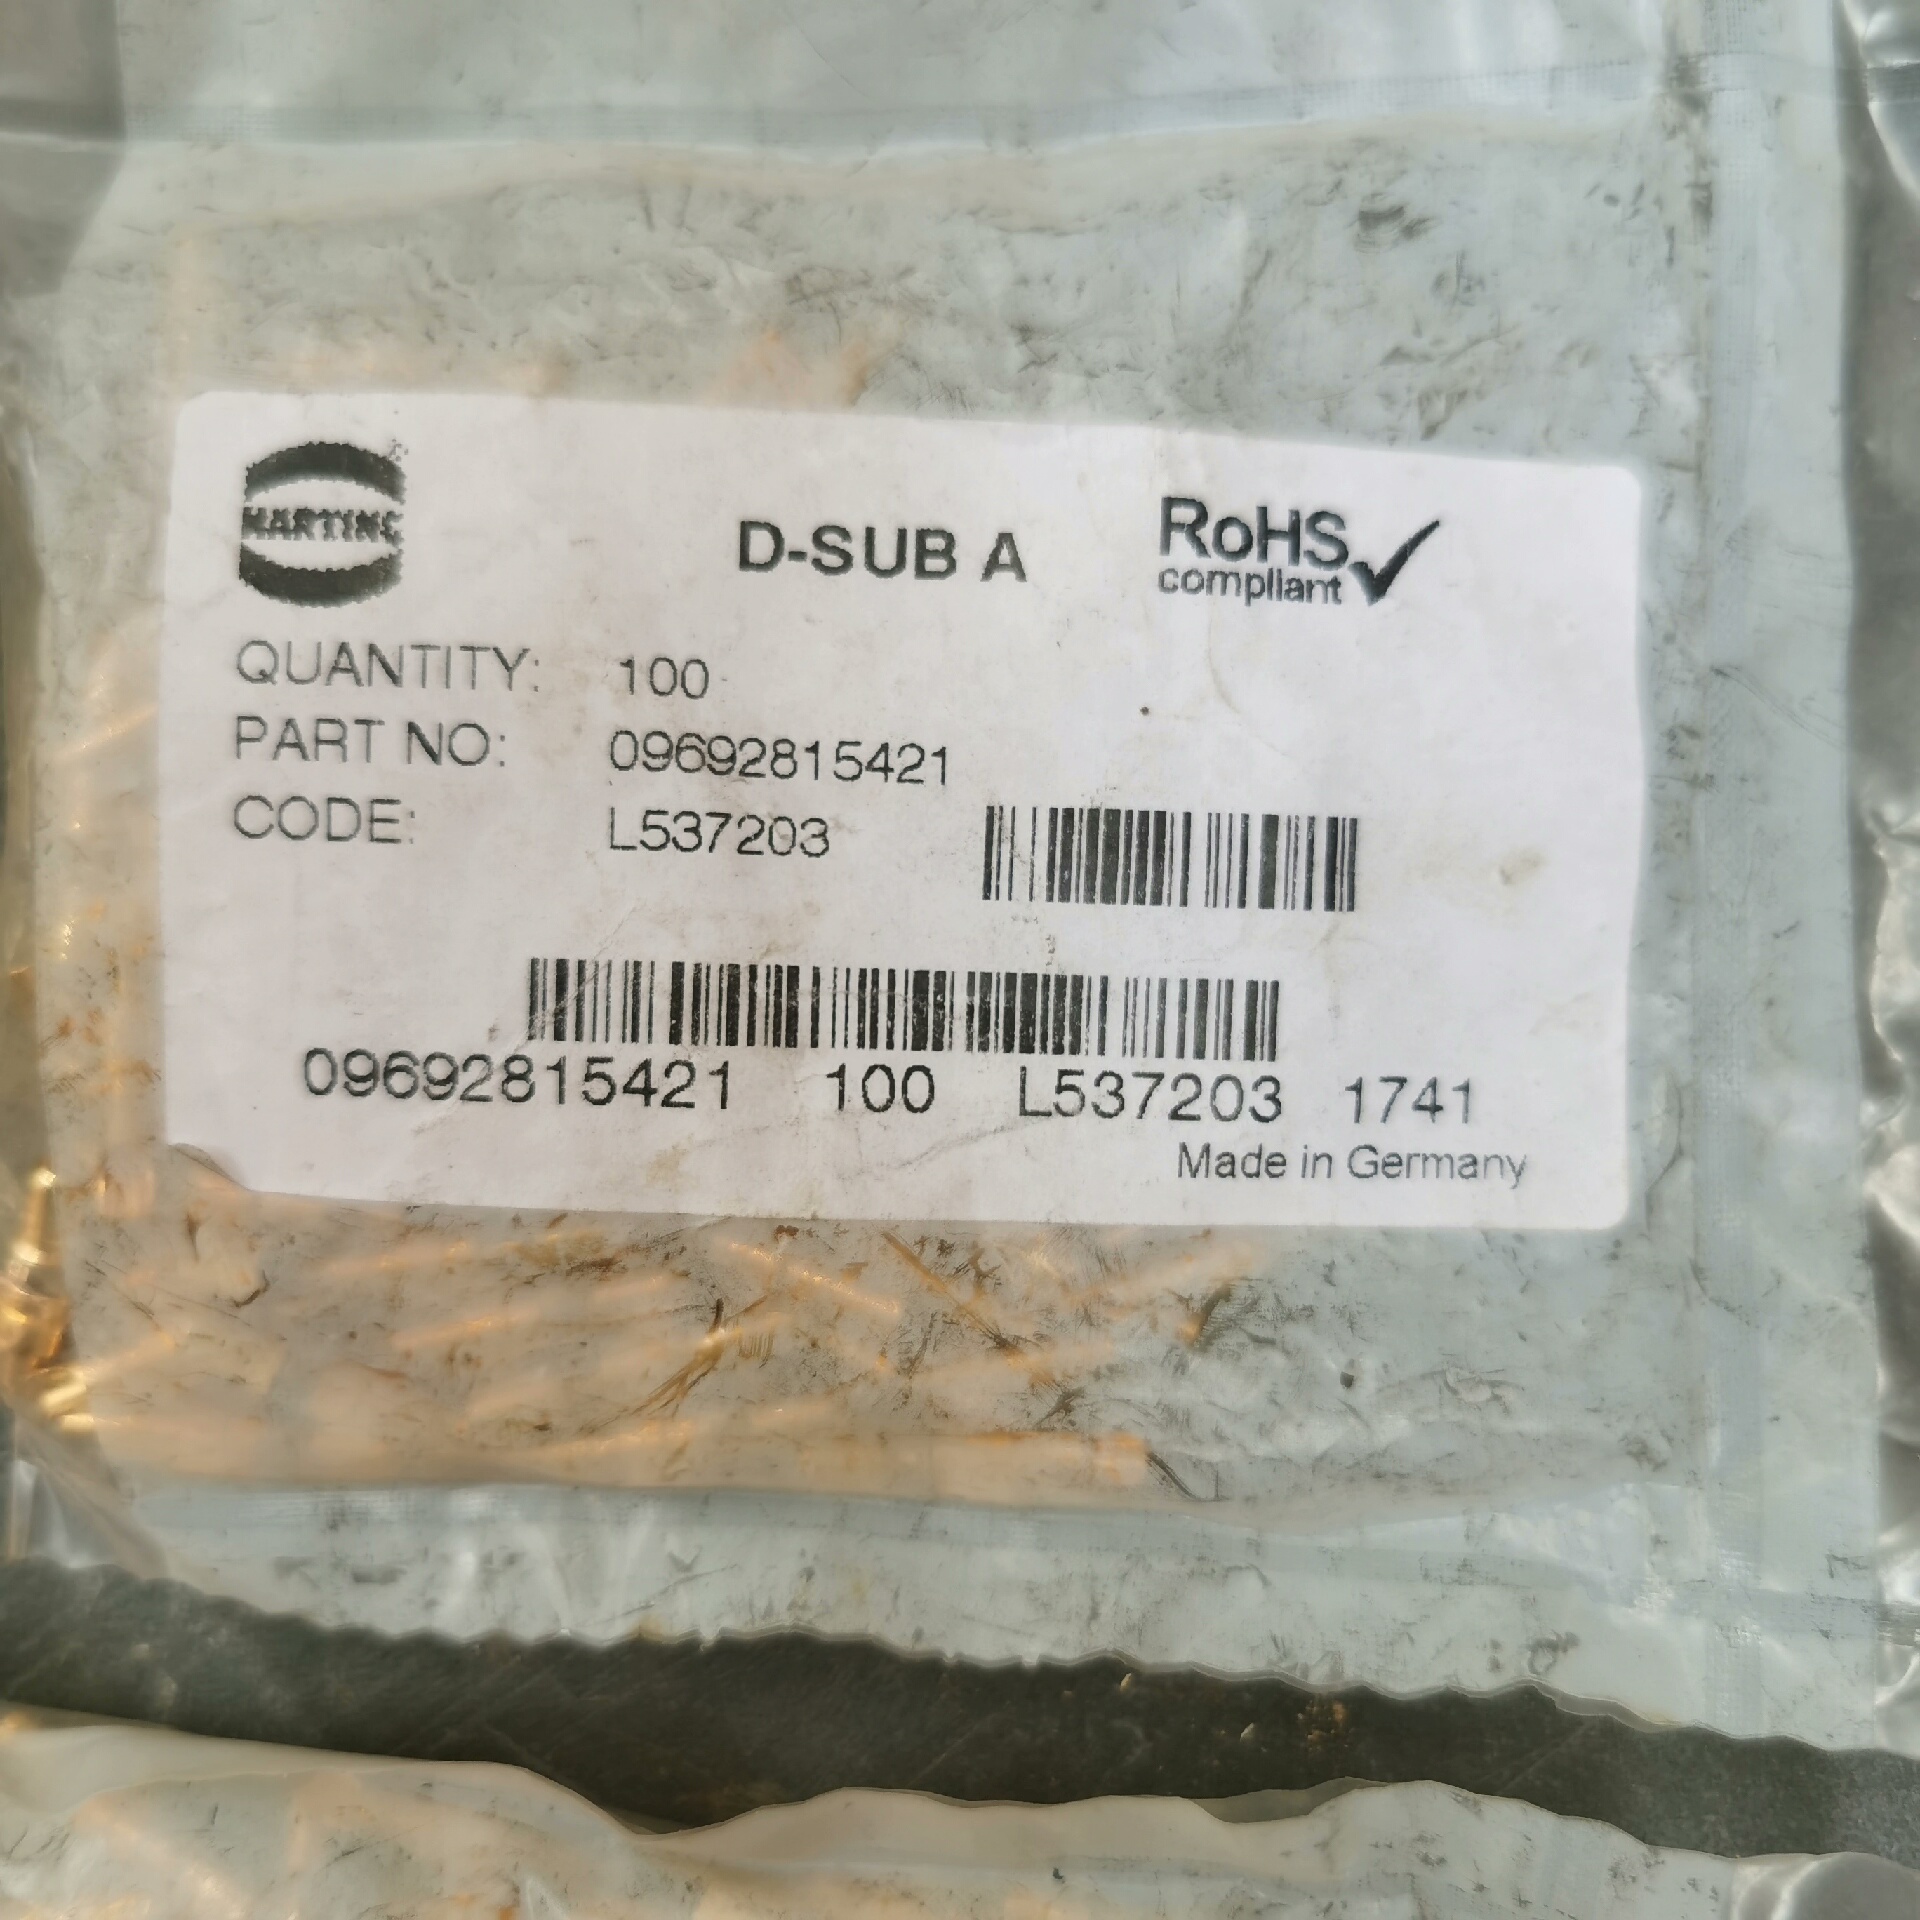 HARTING
D-SUB A
RoHS
compliant
QUANTITY: 100
PART NO: 09692815421
CODE: L537203
09692815421 100 L537203 1741
Made in Germany